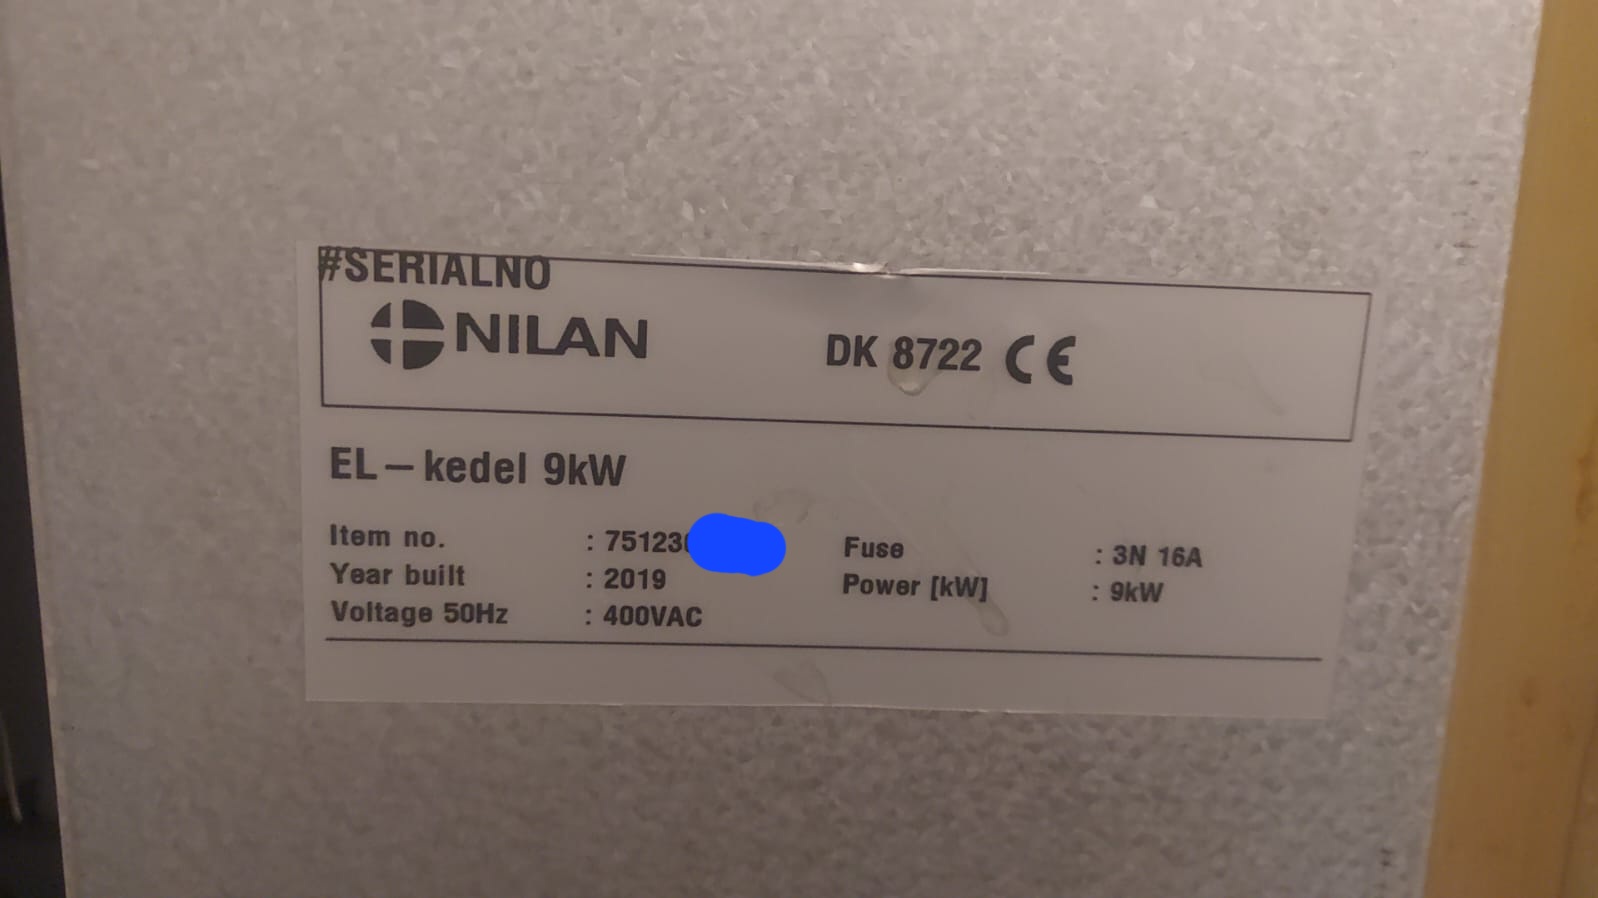 #SERIALNO
NILAN DK 8722 CE
EL-kedel 9kW
Item no. : 75123 Fuse : 3N 16A
Year built : 2019 Power [kW] : 9kW
Voltage 50Hz : 400VAC